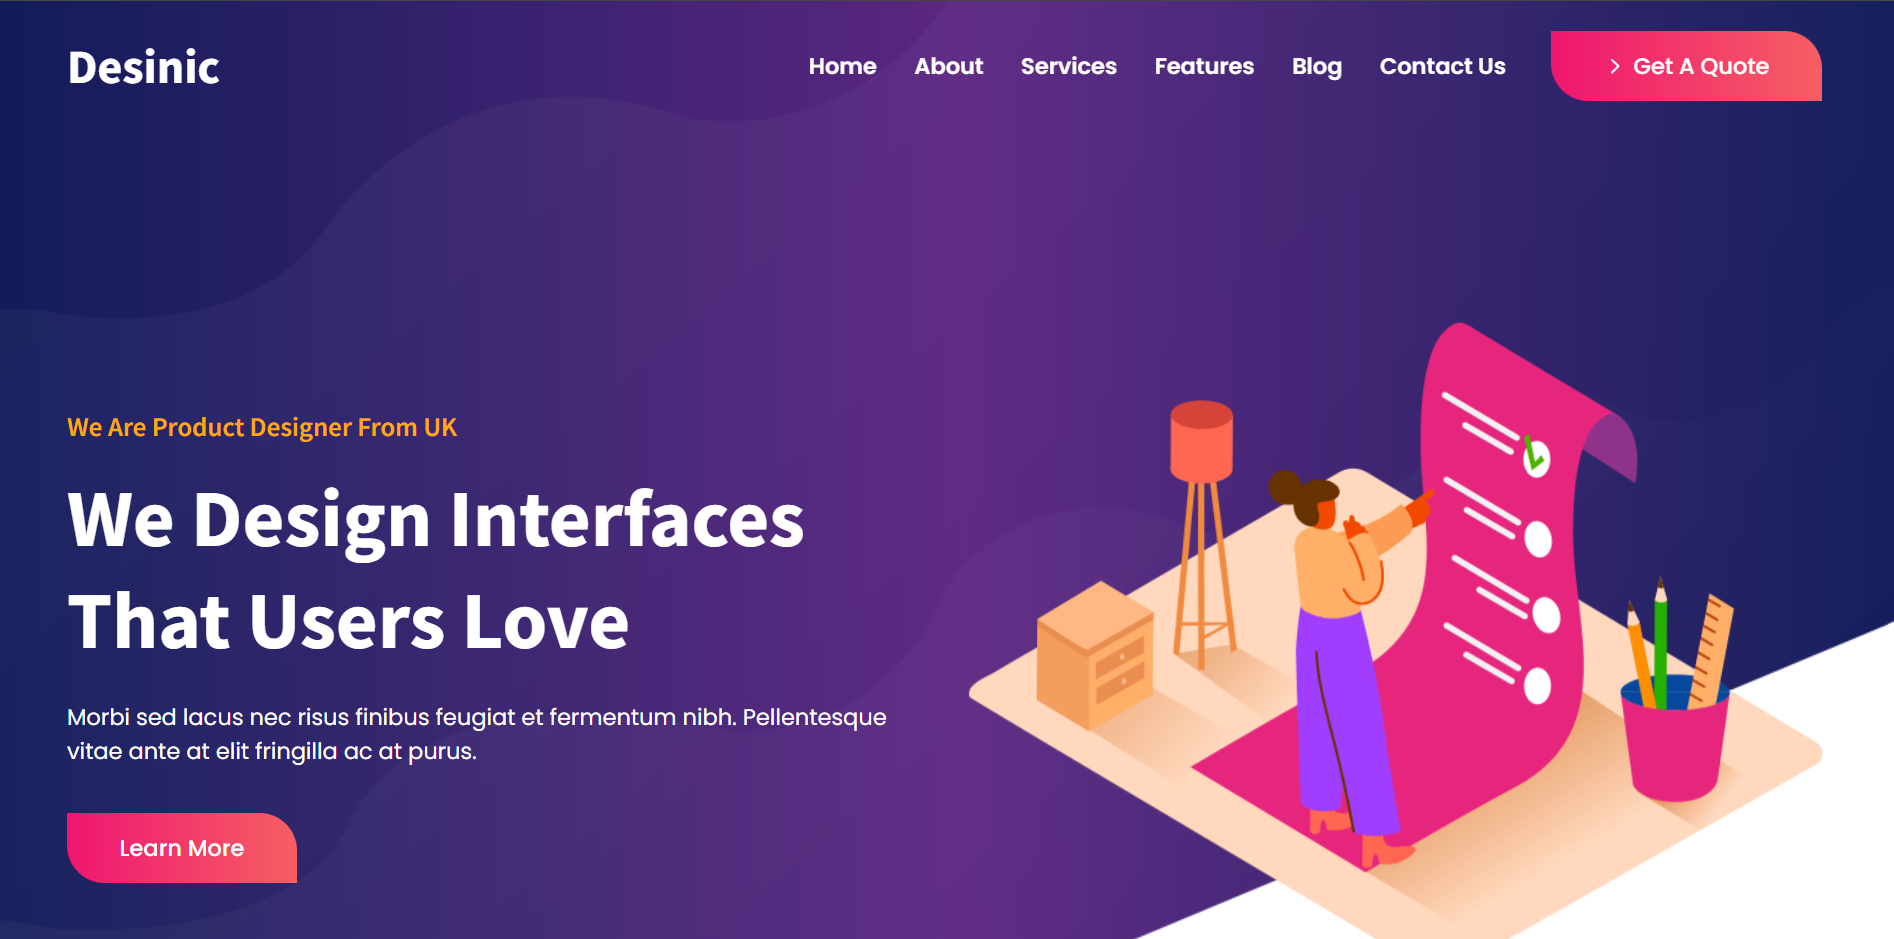 Desinic
Home About Services Features Blog Contact Us Get A Quote
We Are Product Designer From UK
We Design Interfaces
That Users Love
Morbi sed lacus nec risus finibus feugiat et fermentum nibh. Pellentesque
vitae ante at elit fringilla ac at purus.
Learn More